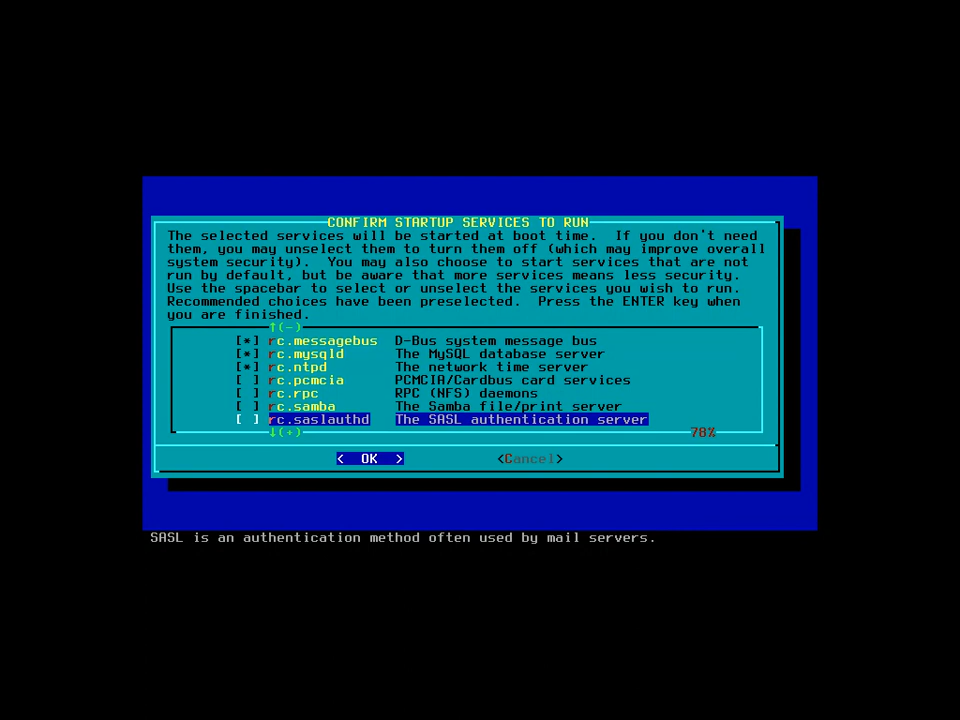 CONFIRM STARTUP SERVICES TO RUN
The selected services will be started at boot time.  If you don't need
them, you may unselect them to turn them off (which may improve overall
system security).  You may also choose to start services that are not
run by default, but be aware that more services means less security.
Use the spacebar to select or unselect the services you wish to run.
Recommended choices have been preselected.  Press the ENTER key when
you are finished.
↑(-)
[*] rc.messagebus  D-Bus system message bus
[*] rc.mysqld      The MySQL database server
[*] rc.ntpd        The network time server
[ ] rc.pcmcia      PCMCIA/Cardbus card services
[ ] rc.rpc         RPC (NFS) daemons
[ ] rc.samba       The Samba file/print server
[ ] rc.saslauthd   The SASL authentication server
↓(+) 78%
<  OK  > <Cancel>
SASL is an authentication method often used by mail servers.